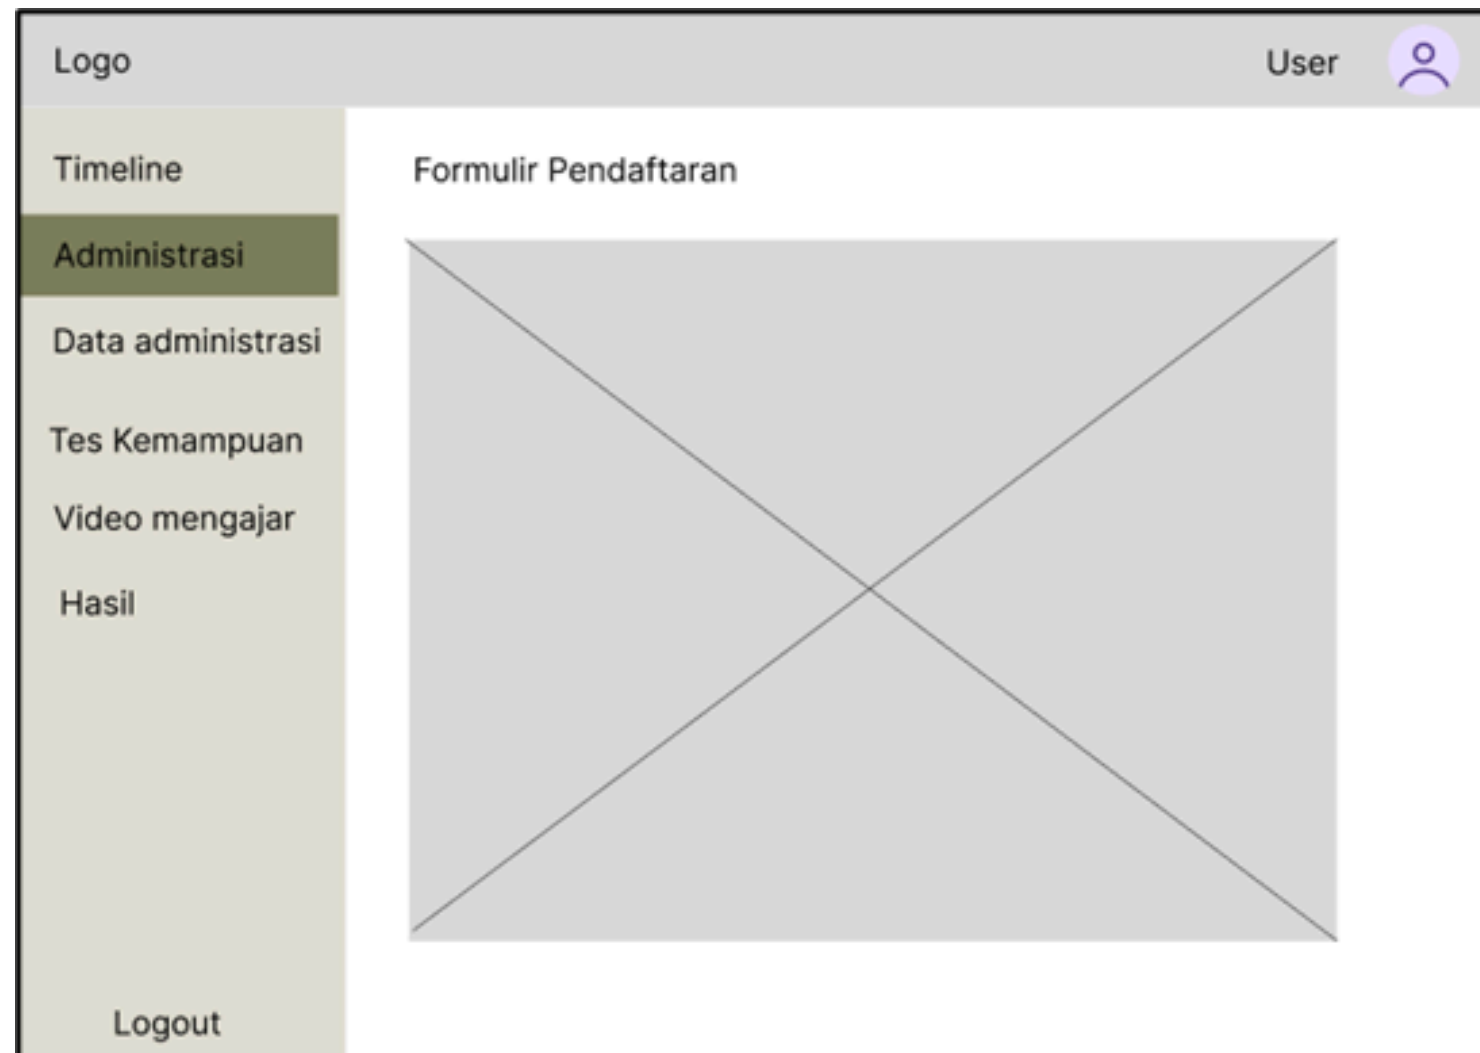 Logo
User
Timeline
Administrasi
Data administrasi
Tes Kemampuan
Video mengajar
Hasil
Logout
Formulir Pendaftaran